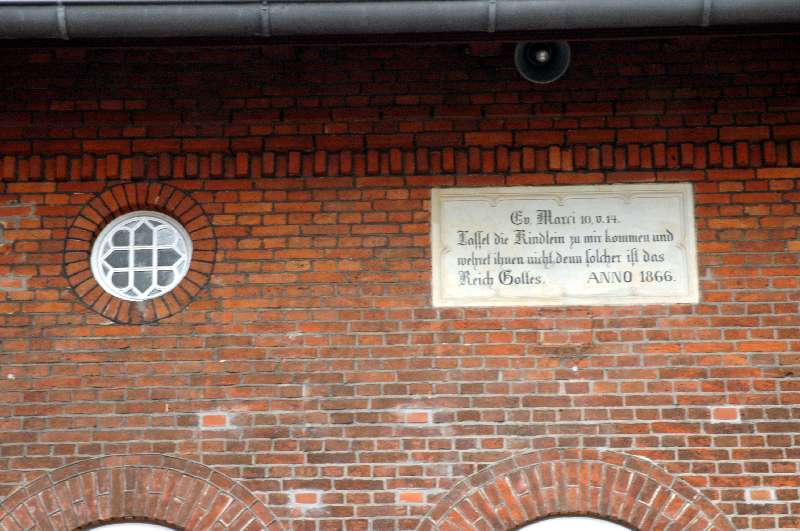 Ev. Marci 10, v. 14.
Lasset die Kindlein zu mir kommen und
wehret ihnen nicht, denn solcher ist das
Reich Gottes. ANNO 1866.